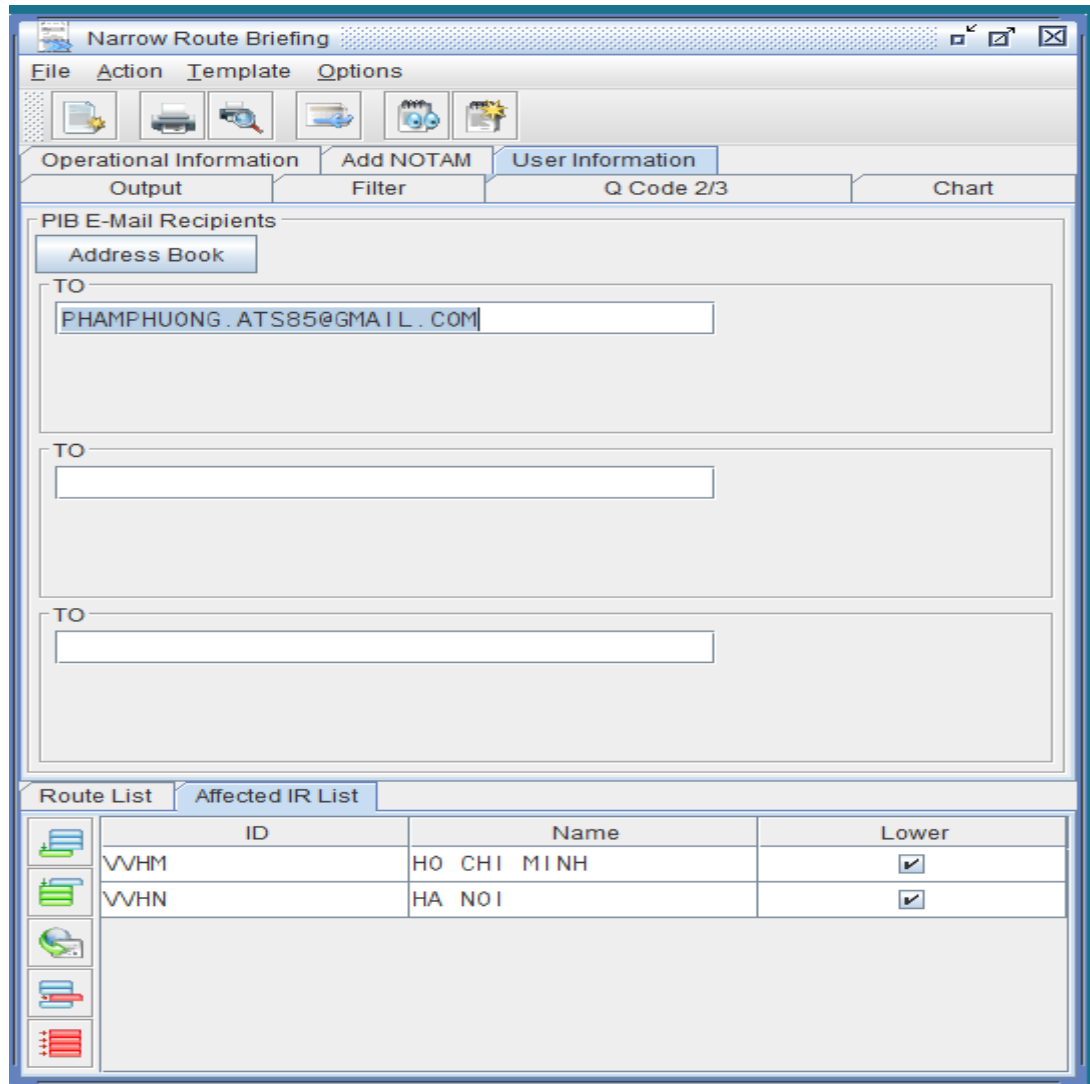 Narrow Route Briefing
File Action Template Options
Operational Information Add NOTAM User Information
Output Filter Q Code 2/3 Chart
PIB E-Mail Recipients
Address Book
TO
PHAMPHUONG.ATS85@GMAIL.COM
TO
TO
Route List Affected IR List
ID Name Lower
VVHM HO CHI MINH
VVHN HA NOI